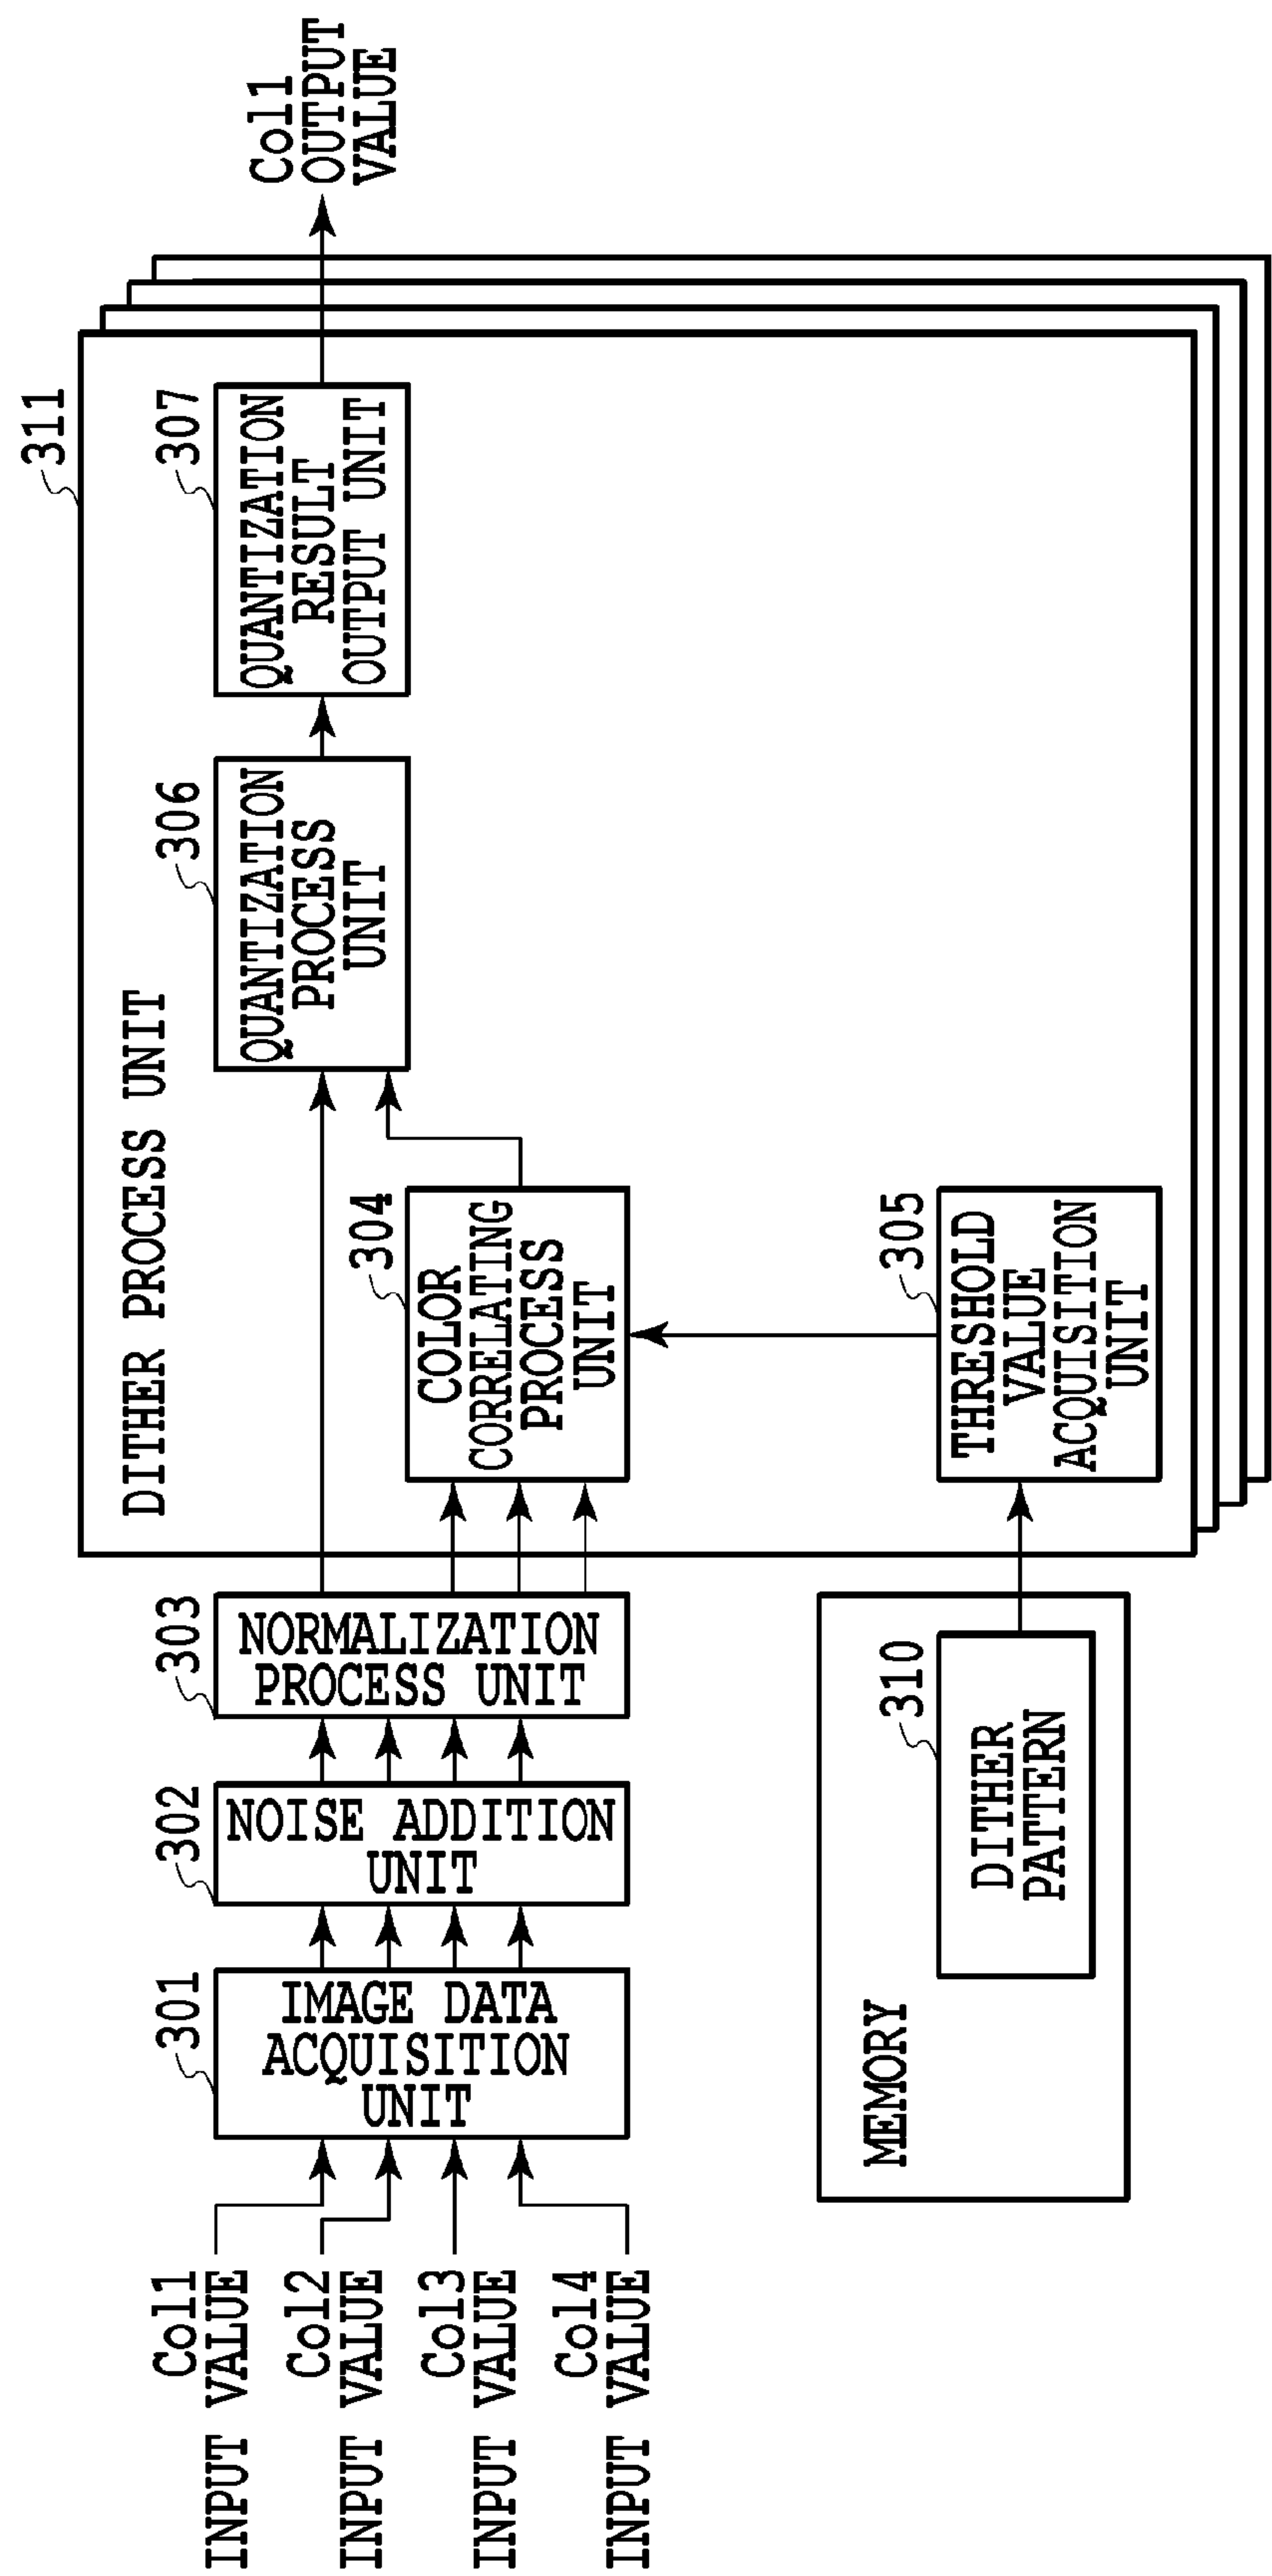 Col1
INPUT VALUE
Col2
INPUT VALUE
Col3
INPUT VALUE
Col4
INPUT VALUE
301
IMAGE DATA
ACQUISITION
UNIT
302
NOISE ADDITION
UNIT
303
NORMALIZATION
PROCESS UNIT
311
DITHER PROCESS UNIT
304
COLOR
CORRELATING
PROCESS
UNIT
306
QUANTIZATION
PROCESS
UNIT
307
QUANTIZATION
RESULT
OUTPUT UNIT
Col1
OUTPUT
VALUE
MEMORY
310
DITHER
PATTERN
305
THRESHOLD
VALUE
ACQUISITION
UNIT